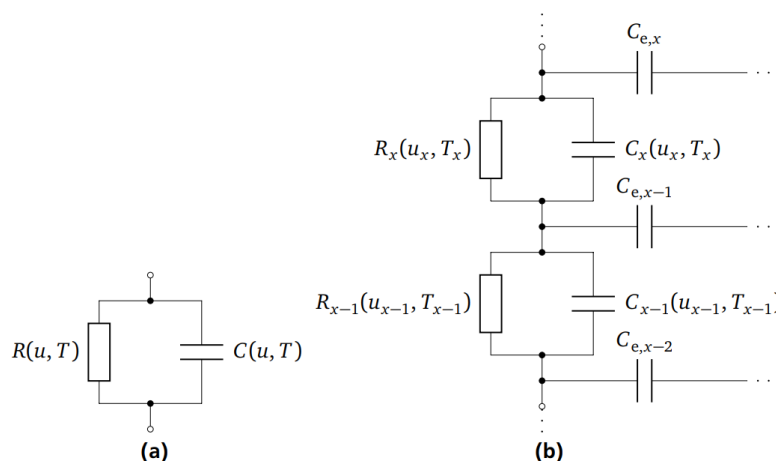 C_{e,x}
R_x(u_x, T_x)
C_x(u_x, T_x)
C_{e,x−1}
R_{x−1}(u_{x−1}, T_{x−1})
C_{x−1}(u_{x−1}, T_{x−1})
C_{e,x−2}
R(u, T)
C(u, T)
(a)
(b)